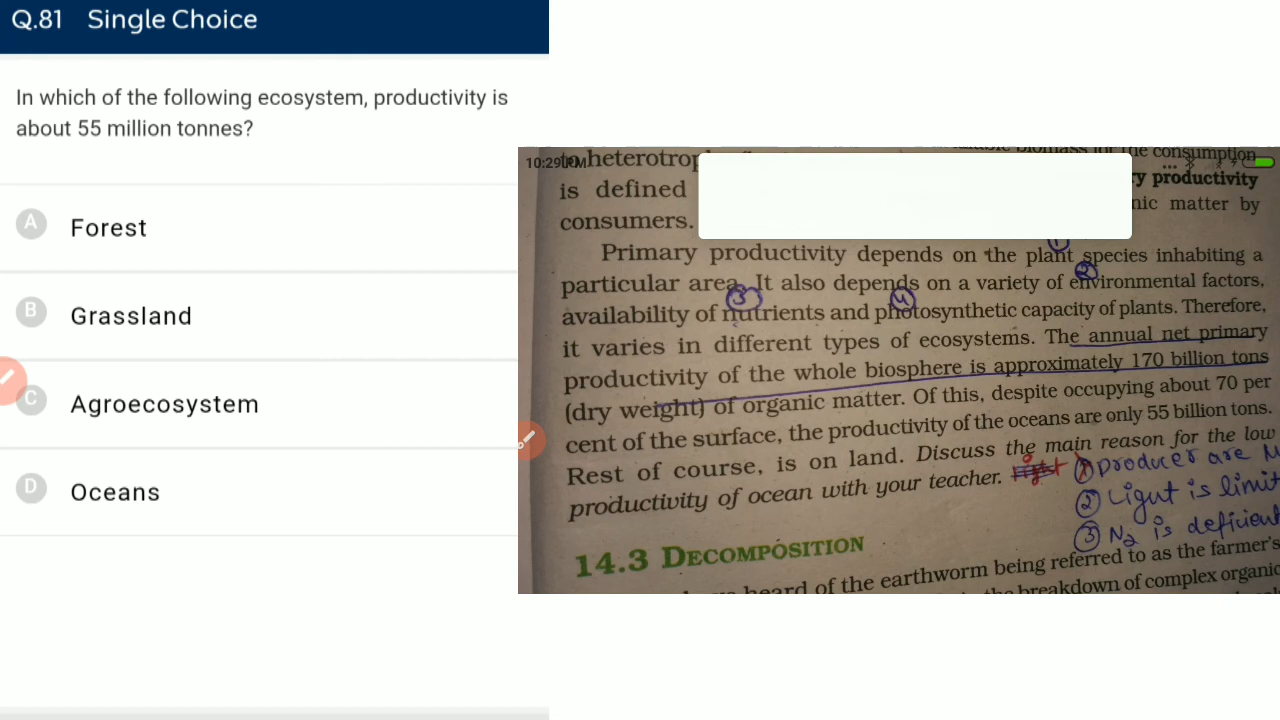 Q.81 Single Choice
In which of the following ecosystem, productivity is
about 55 million tonnes?
A Forest
B Grassland
C Agroecosystem
D Oceans
10:29 PM
the consumption
is defined
ry productivity
consumers.
nic matter by
Primary productivity depends on the plant species inhabiting a
particular area. It also depends on a variety of environmental factors,
availability of nutrients and photosynthetic capacity of plants. Therefore,
it varies in different types of ecosystems. The annual net primary
productivity of the whole biosphere is approximately 170 billion tons
(dry weight) of organic matter. Of this, despite occupying about 70 per
cent of the surface, the productivity of the oceans are only 55 billion tons.
Rest of course, is on land. Discuss the main reason for the low
productivity of ocean with your teacher.
① Producer are
② Light is limit
③ N2 is deficient
14.3 DECOMPOSITION
heard of the earthworm being referred to as the farmer's
breakdown of complex organic